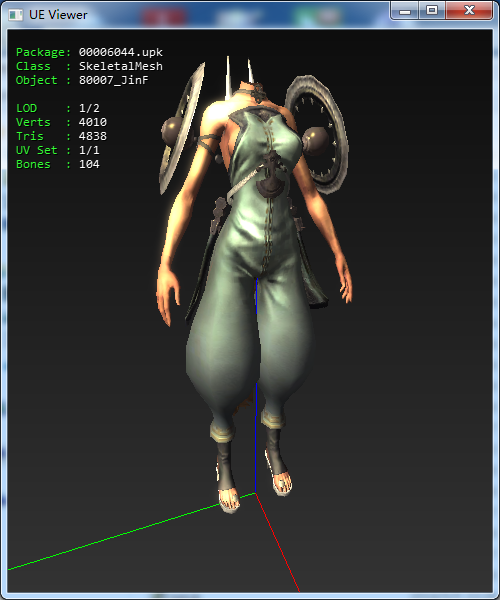 UE Viewer
Package: 00006044.upk
Class : SkeletalMesh
Object : 80007_JinF
LOD : 1/2
Verts : 4010
Tris : 4838
UV Set : 1/1
Bones : 104